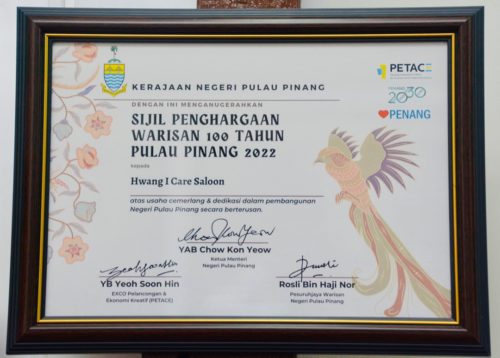 PETACE
KERAJAAN NEGERI PULAU PINANG
PENANG
2030
DENGAN INI MENGANUGERAHKAN
PENANG
SIJIL PENGHARGAAN
WARISAN 100 TAHUN
PULAU PINANG 2022
kepada
Hwang I Care Saloon
atas usaha cemerlang & dedikasi dalam pembangunan
Negeri Pulau Pinang secara berterusan.
YAB Chow Kon Yeow
Ketua Menteri
Negeri Pulau Pinang
YB Yeoh Soon Hin
EXCO Pelancongan &
Ekonomi Kreatif (PETACE)
Rosli Bin Haji Nor
Pesuruhjaya Warisan
Negeri Pulau Pinang